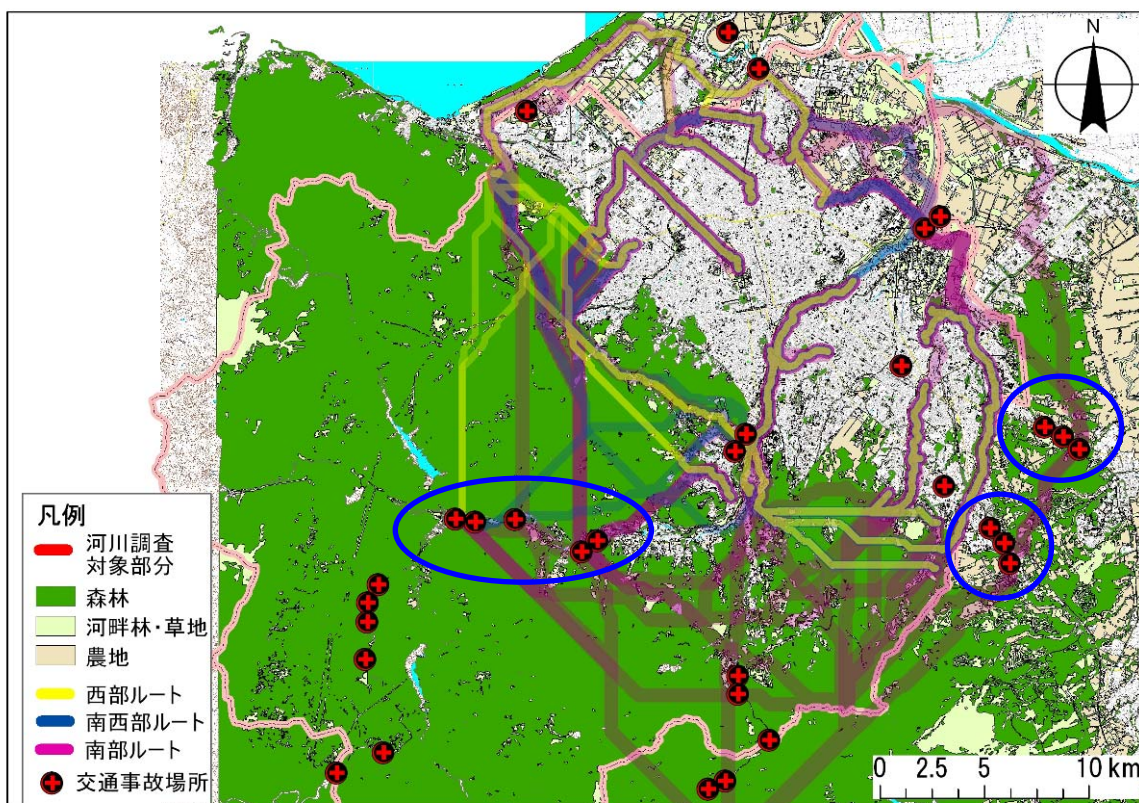 N
凡例
河川調査
対象部分
森林
河畔林・草地
農地
西部ルート
南西部ルート
南部ルート
交通事故場所
0 2.5 5 10 km